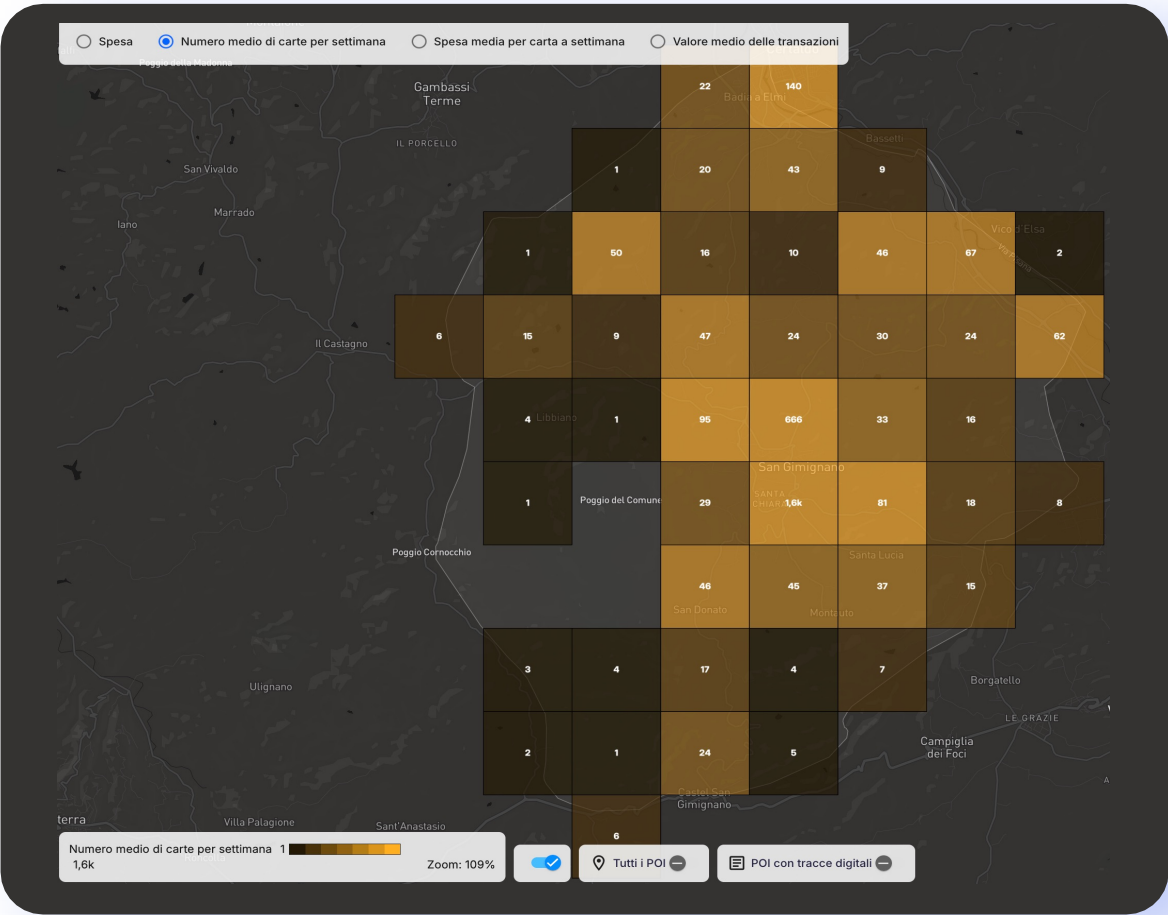 Spesa
Numero medio di carte per settimana
Spesa media per carta a settimana
Valore medio delle transazioni
Poggio della Madonna
Gambassi
Terme
22
140
Badia a Elmi
IL PORCELLO
Bassetti
San Vivaldo
1
20
43
9
Marrado
Iano
Vico d'Elsa
1
50
16
10
46
67
2
Il Castagno
6
15
9
47
24
30
24
62
4
Libbiano
1
95
666
33
16
San Gimignano
1
Poggio del Comune
29
SANTA
CHIARA
1,6k
81
18
8
Poggio Cornocchio
Santa Lucia
46
45
37
15
San Donato
Montauto
3
4
17
4
7
Ulignano
Borgatello
LE GRAZIE
2
1
24
5
Campiglia
dei Foci
A
Castel San
Gimignano
terra
Villa Palagione
Sant'Anastasio
6
Numero medio di carte per settimana 1
1,6k
Zoom: 109%
Tutti i POI
POI con tracce digitali